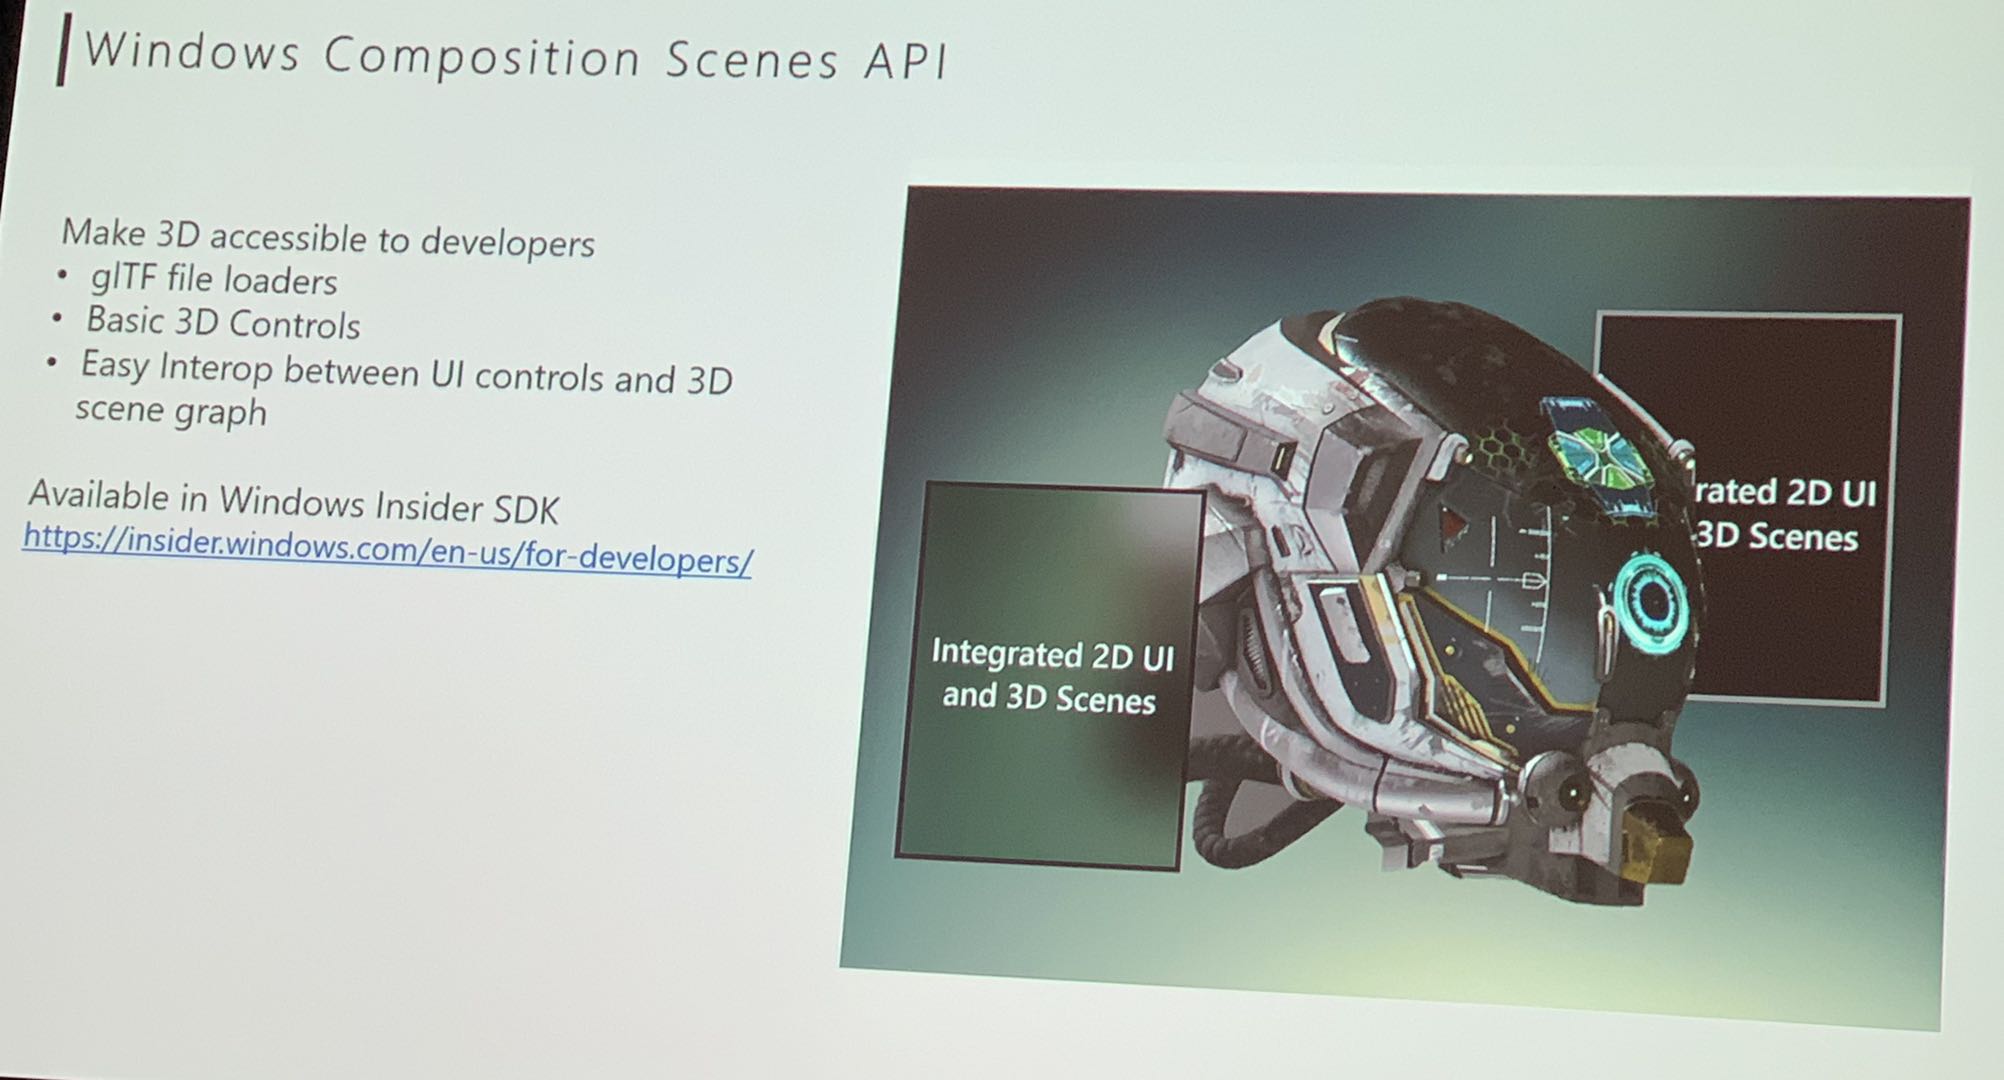 Windows Composition Scenes API
Make 3D accessible to developers
• glTF file loaders
• Basic 3D Controls
• Easy Interop between UI controls and 3D
scene graph
Available in Windows Insider SDK
https://insider.windows.com/en-us/for-developers/
rated 2D UI
3D Scenes
Integrated 2D UI
and 3D Scenes